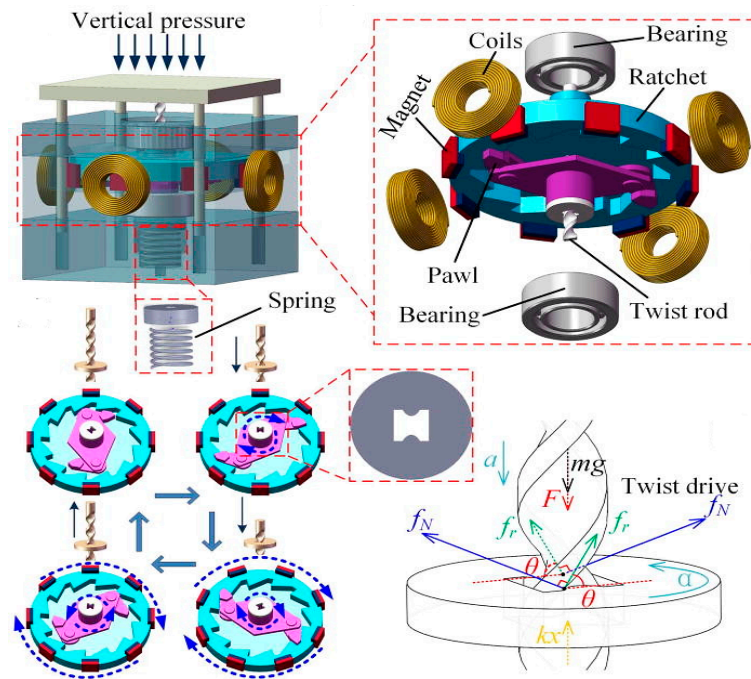 Vertical pressure
Coils
Bearing
Ratchet
Magnet
Pawl
Bearing
Twist rod
Spring
a
mg
F
Twist drive
f_N
f_r
f_r
f_N
θ
θ
α
kx